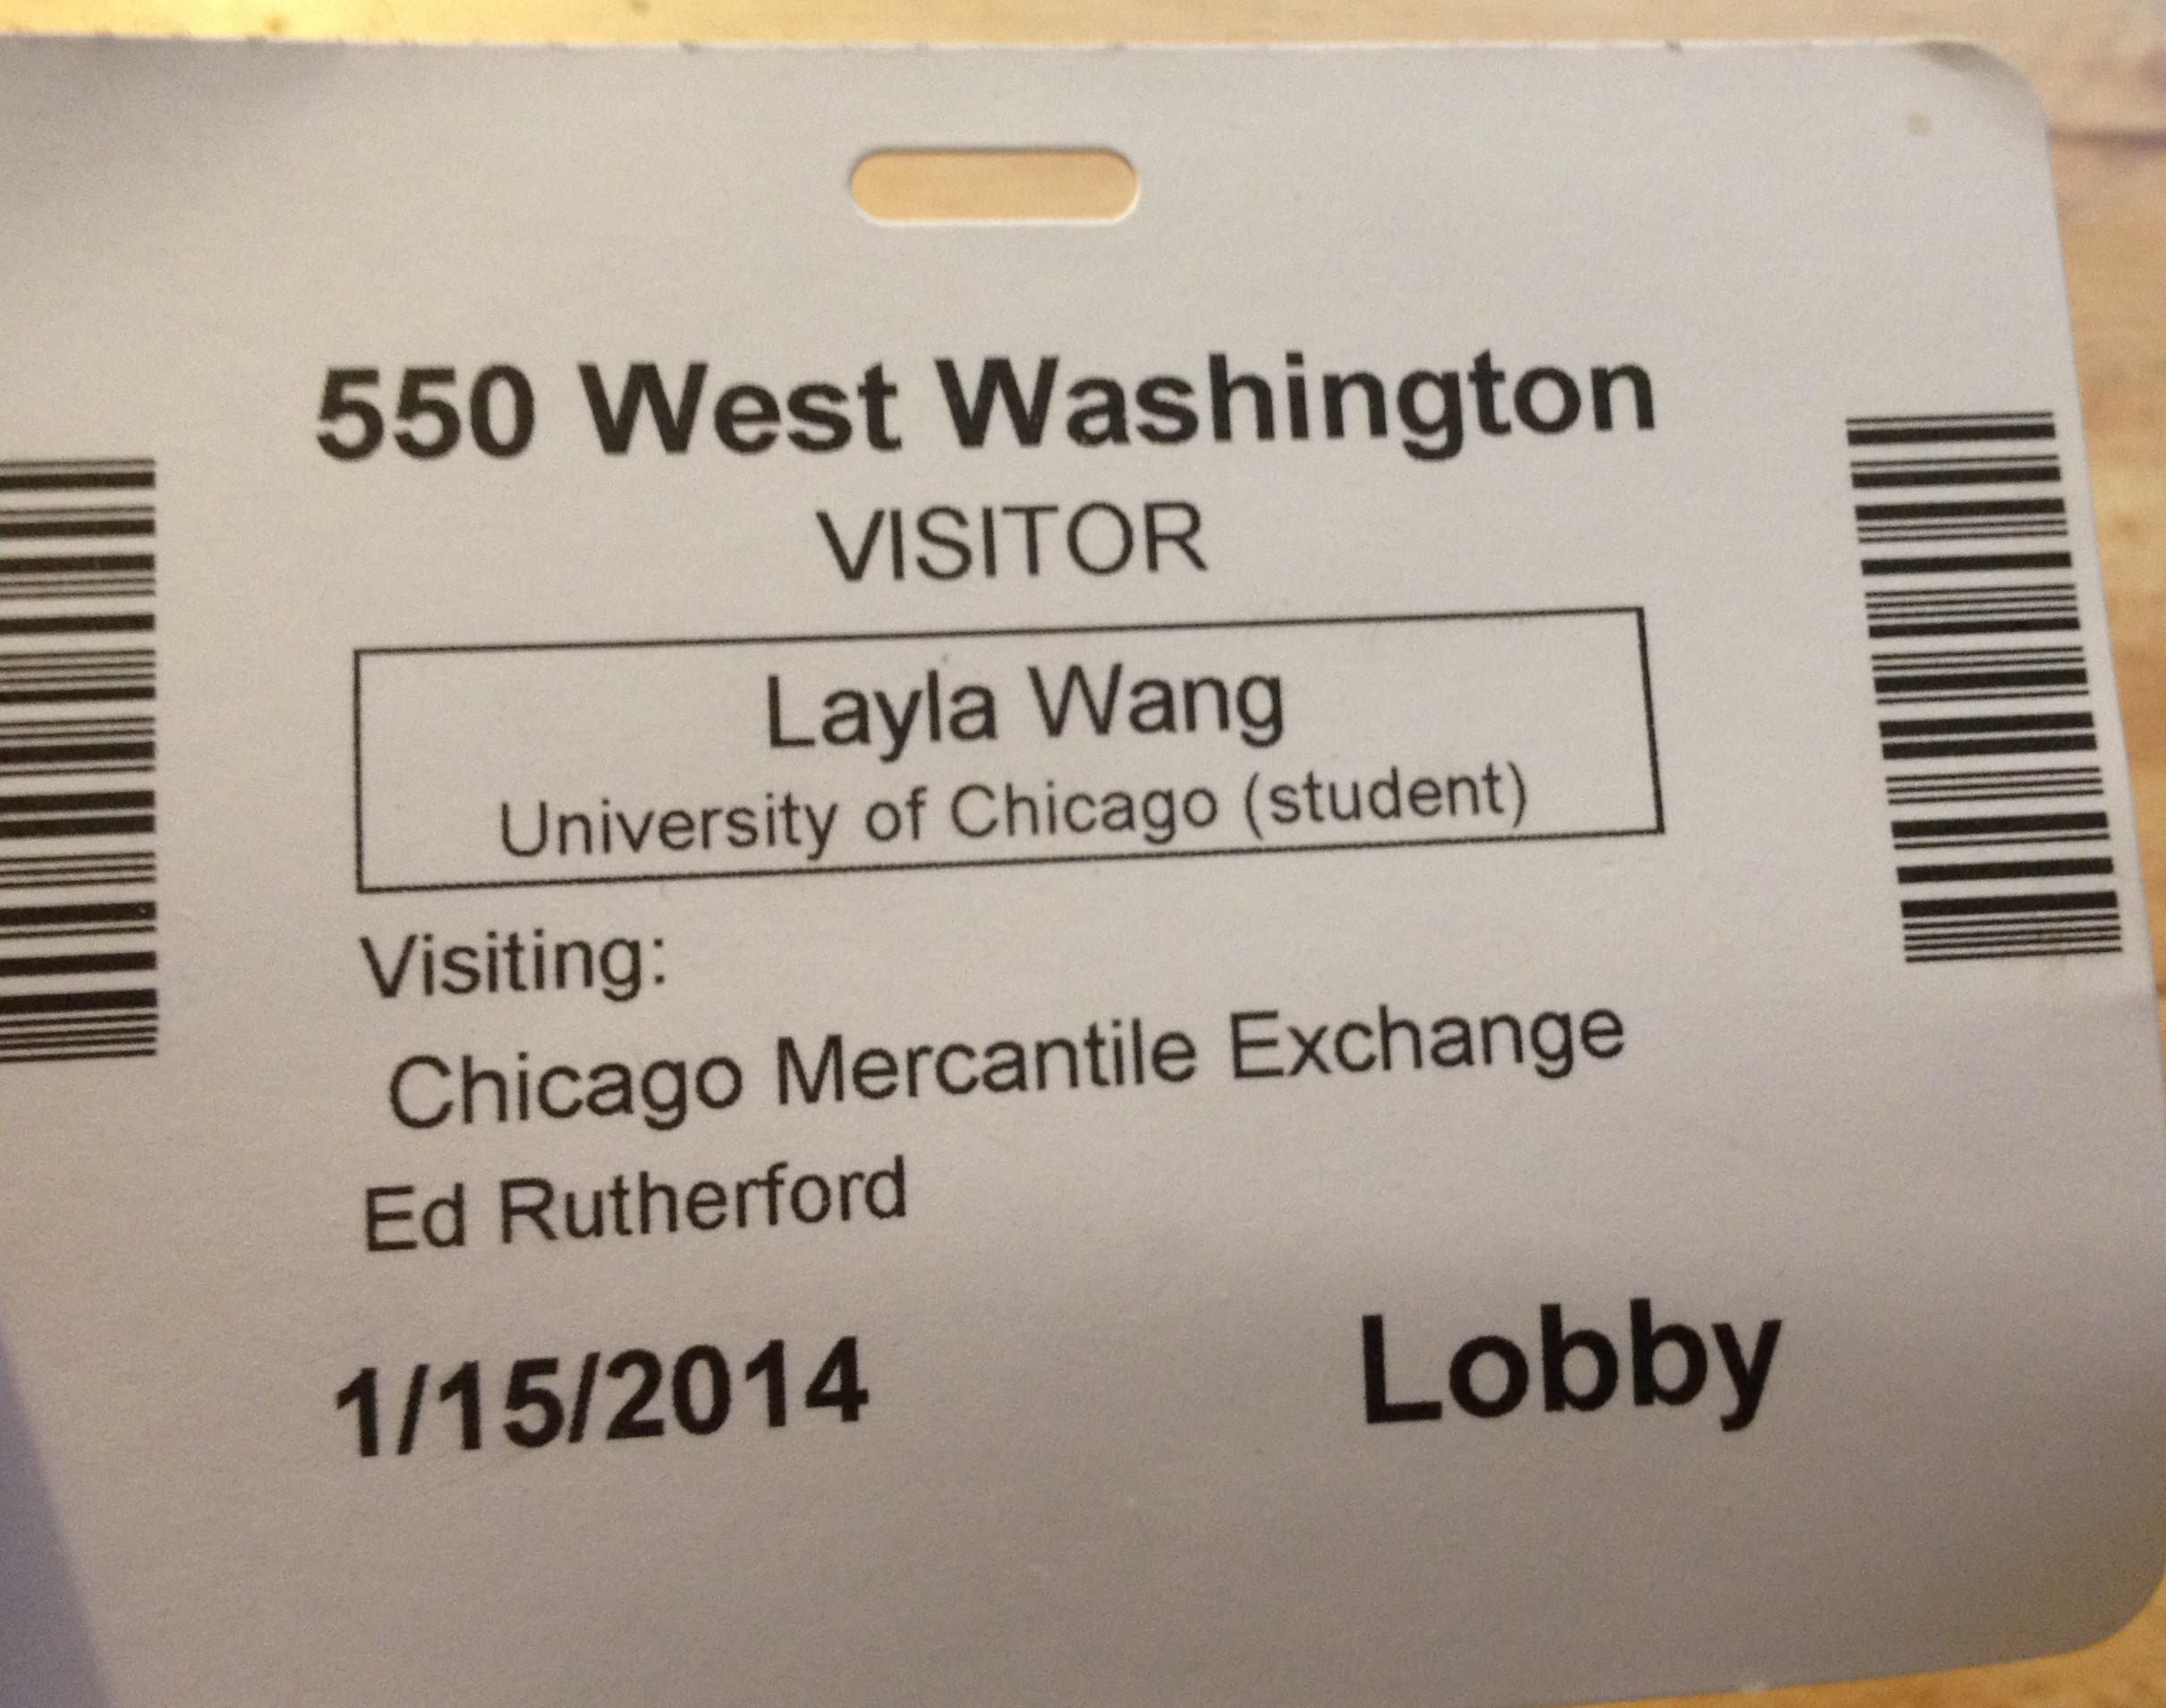 550 West Washington
VISITOR
Layla Wang
University of Chicago (student)
Visiting:
Chicago Mercantile Exchange
Ed Rutherford
1/15/2014 Lobby